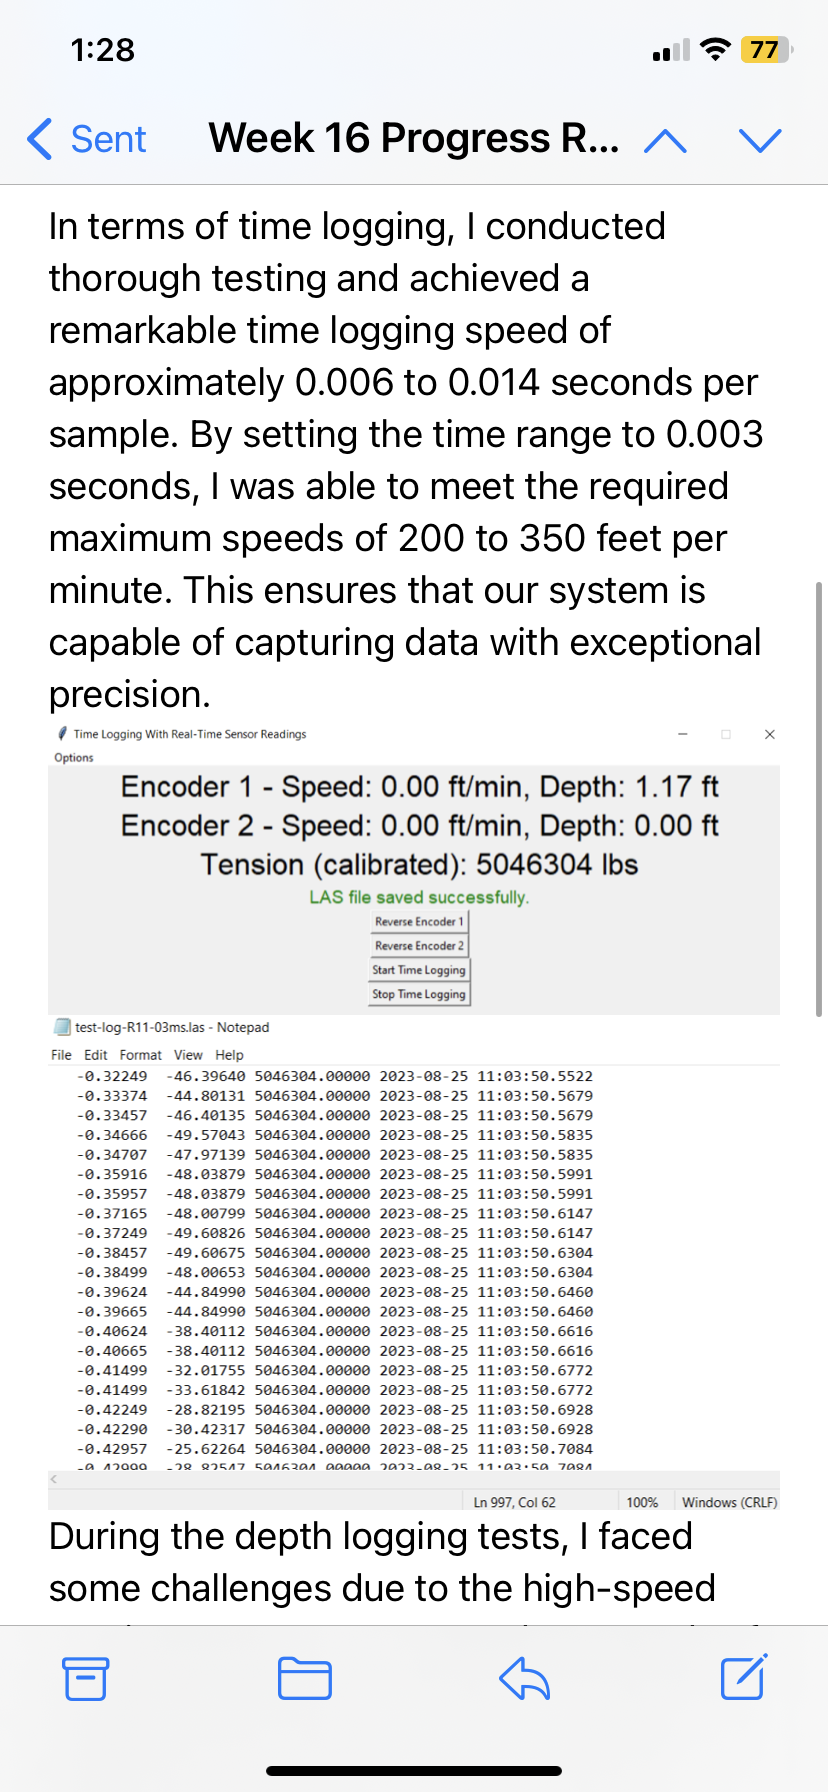 1:28
77
Sent
Week 16 Progress R...
In terms of time logging, I conducted
thorough testing and achieved a
remarkable time logging speed of
approximately 0.006 to 0.014 seconds per
sample. By setting the time range to 0.003
seconds, I was able to meet the required
maximum speeds of 200 to 350 feet per
minute. This ensures that our system is
capable of capturing data with exceptional
precision.
Time Logging With Real-Time Sensor Readings
Options
Encoder 1 - Speed: 0.00 ft/min, Depth: 1.17 ft
Encoder 2 - Speed: 0.00 ft/min, Depth: 0.00 ft
Tension (calibrated): 5046304 lbs
LAS file saved successfully.
Reverse Encoder 1
Reverse Encoder 2
Start Time Logging
Stop Time Logging
test-log-R11-03ms.las - Notepad
File Edit Format View Help
-0.32249 -46.39640 5046304.00000 2023-08-25 11:03:50.5522
-0.33374 -44.80131 5046304.00000 2023-08-25 11:03:50.5679
-0.33457 -46.40135 5046304.00000 2023-08-25 11:03:50.5679
-0.34666 -49.57043 5046304.00000 2023-08-25 11:03:50.5835
-0.34707 -47.97139 5046304.00000 2023-08-25 11:03:50.5835
-0.35916 -48.03879 5046304.00000 2023-08-25 11:03:50.5991
-0.35957 -48.03879 5046304.00000 2023-08-25 11:03:50.5991
-0.37165 -48.00799 5046304.00000 2023-08-25 11:03:50.6147
-0.37249 -49.60826 5046304.00000 2023-08-25 11:03:50.6147
-0.38457 -49.60675 5046304.00000 2023-08-25 11:03:50.6304
-0.38499 -48.00653 5046304.00000 2023-08-25 11:03:50.6304
-0.39624 -44.84990 5046304.00000 2023-08-25 11:03:50.6460
-0.39665 -44.84990 5046304.00000 2023-08-25 11:03:50.6460
-0.40624 -38.40112 5046304.00000 2023-08-25 11:03:50.6616
-0.40665 -38.40112 5046304.00000 2023-08-25 11:03:50.6616
-0.41499 -32.01755 5046304.00000 2023-08-25 11:03:50.6772
-0.41499 -33.61842 5046304.00000 2023-08-25 11:03:50.6772
-0.42249 -28.82195 5046304.00000 2023-08-25 11:03:50.6928
-0.42290 -30.42317 5046304.00000 2023-08-25 11:03:50.6928
-0.42957 -25.62264 5046304.00000 2023-08-25 11:03:50.7084
-0.42999 -28.82547 5046304.00000 2023-08-25 11:03:50.7084
Ln 997, Col 62 100% Windows (CRLF)
During the depth logging tests, I faced
some challenges due to the high-speed